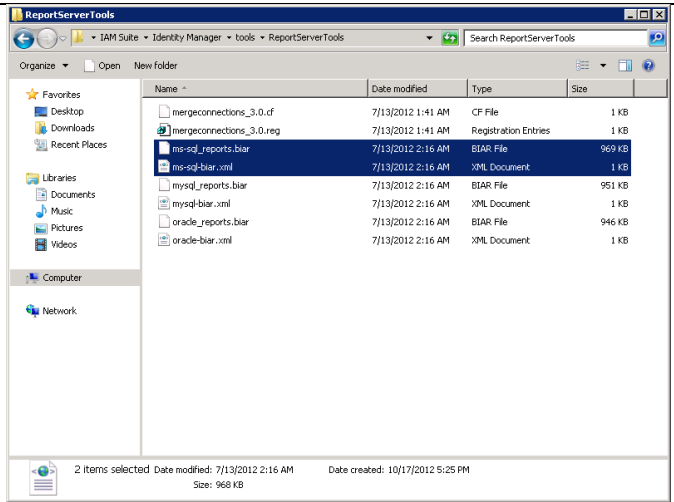 ReportServerTools
IAM Suite Identity Manager tools ReportServerTools Search ReportServerTools
Organize Open New folder
Favorites
Desktop
Downloads
Recent Places
Libraries
Documents
Music
Pictures
Videos
Computer
Network
Name Date modified Type Size
mergeconnections_3.0.cf 7/13/2012 1:41 AM CF File 1 KB
mergeconnections_3.0.reg 7/13/2012 1:41 AM Registration Entries 1 KB
ms-sql_reports.biar 7/13/2012 2:16 AM BIAR File 969 KB
ms-sql-biar.xml 7/13/2012 2:16 AM XML Document 1 KB
mysql_reports.biar 7/13/2012 2:16 AM BIAR File 951 KB
mysql-biar.xml 7/13/2012 2:16 AM XML Document 1 KB
oracle_reports.biar 7/13/2012 2:16 AM BIAR File 946 KB
oracle-biar.xml 7/13/2012 2:16 AM XML Document 1 KB
2 items selected Date modified: 7/13/2012 2:16 AM Date created: 10/17/2012 5:25 PM
Size: 968 KB